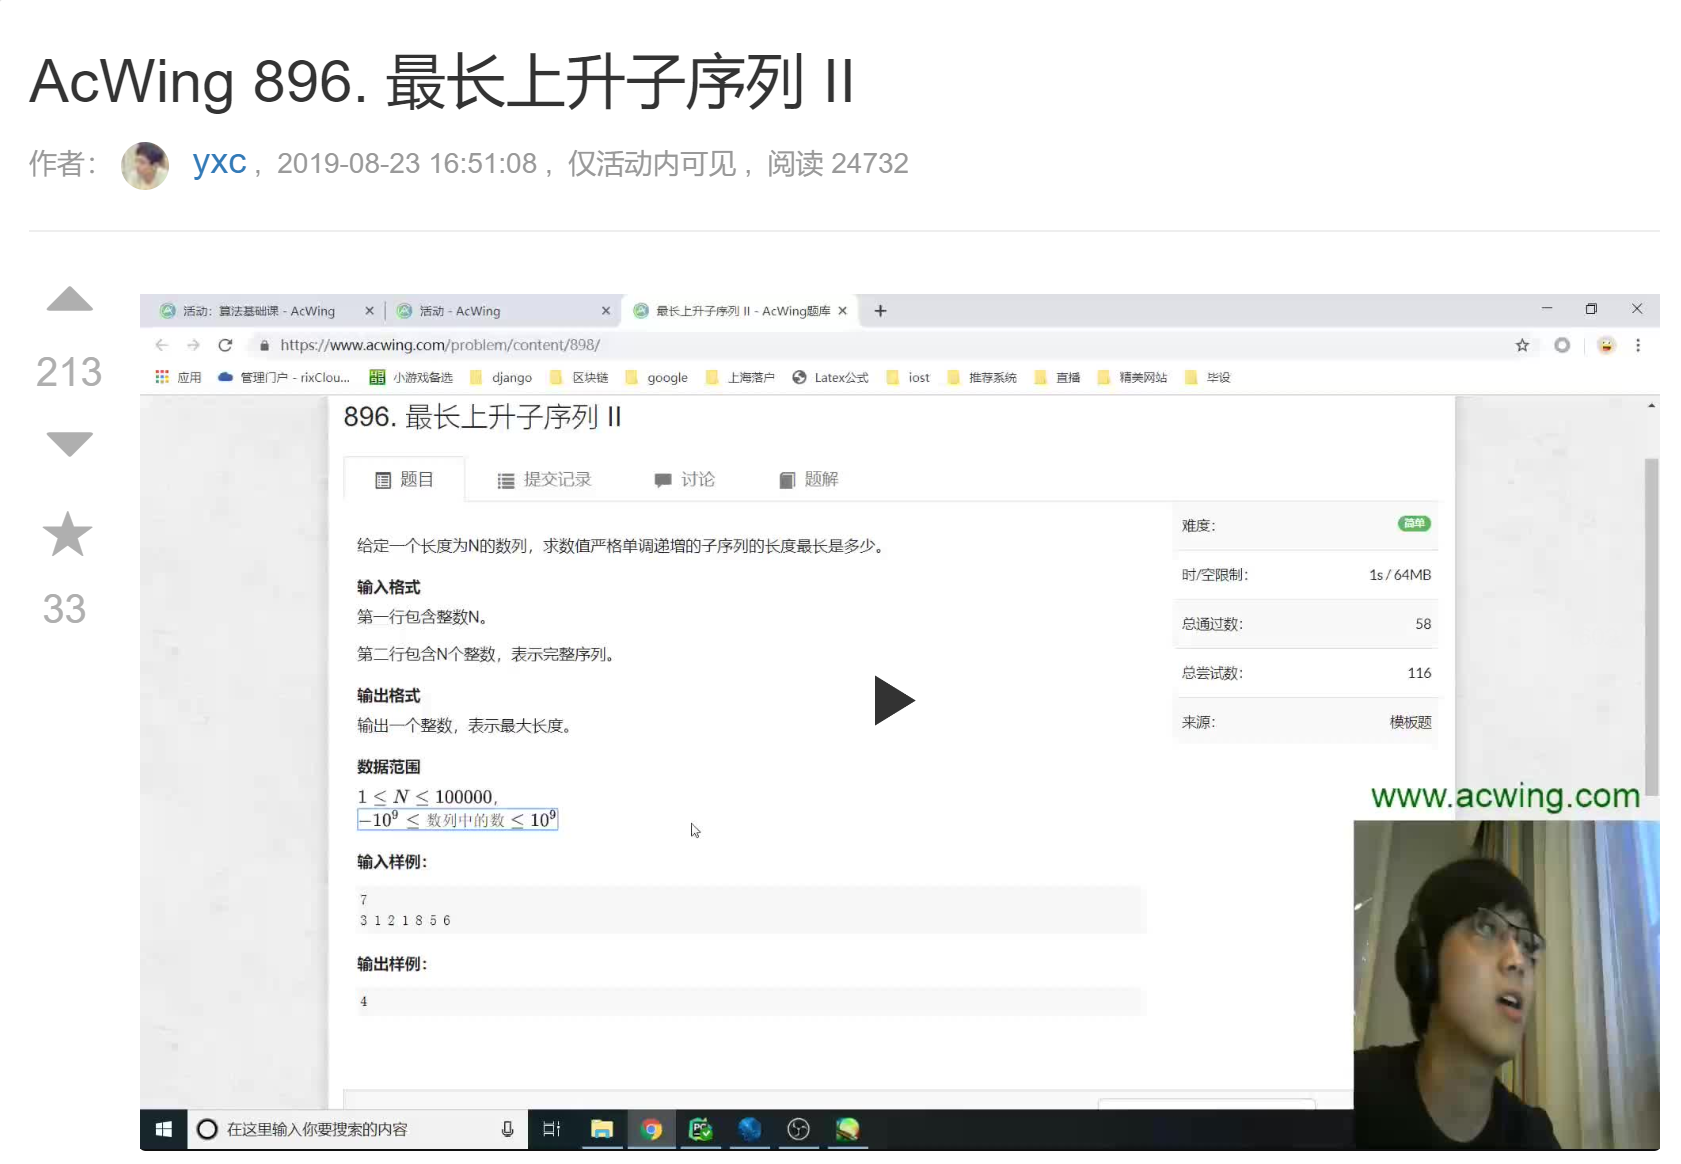 AcWing 896. 最长上升子序列 II
作者： yxc ， 2019-08-23 16:51:08 ， 仅活动内可见 ， 阅读 24732
213
33
活动：算法基础课 - AcWing
活动 - AcWing
最长上升子序列 II - AcWing题库
https://www.acwing.com/problem/content/898/
应用 管理门户 - rixClou... 小游戏备选 django 区块链 google 上海落户 Latex公式 iost 推荐系统 直播 精美网站 毕设
896. 最长上升子序列 II
题目 提交记录 讨论 题解
给定一个长度为N的数列，求数值严格单调递增的子序列的长度最长是多少。
输入格式
第一行包含整数N。
第二行包含N个整数，表示完整序列。
输出格式
输出一个整数，表示最大长度。
数据范围
1 ≤ N ≤ 100000,
−10⁹ ≤ 数列中的数 ≤ 10⁹
输入样例：
7
3 1 2 1 8 5 6
输出样例：
4
难度： 简单
时/空限制： 1s / 64MB
总通过数： 58
总尝试数： 116
来源： 模板题
www.acwing.com
在这里输入你要搜索的内容